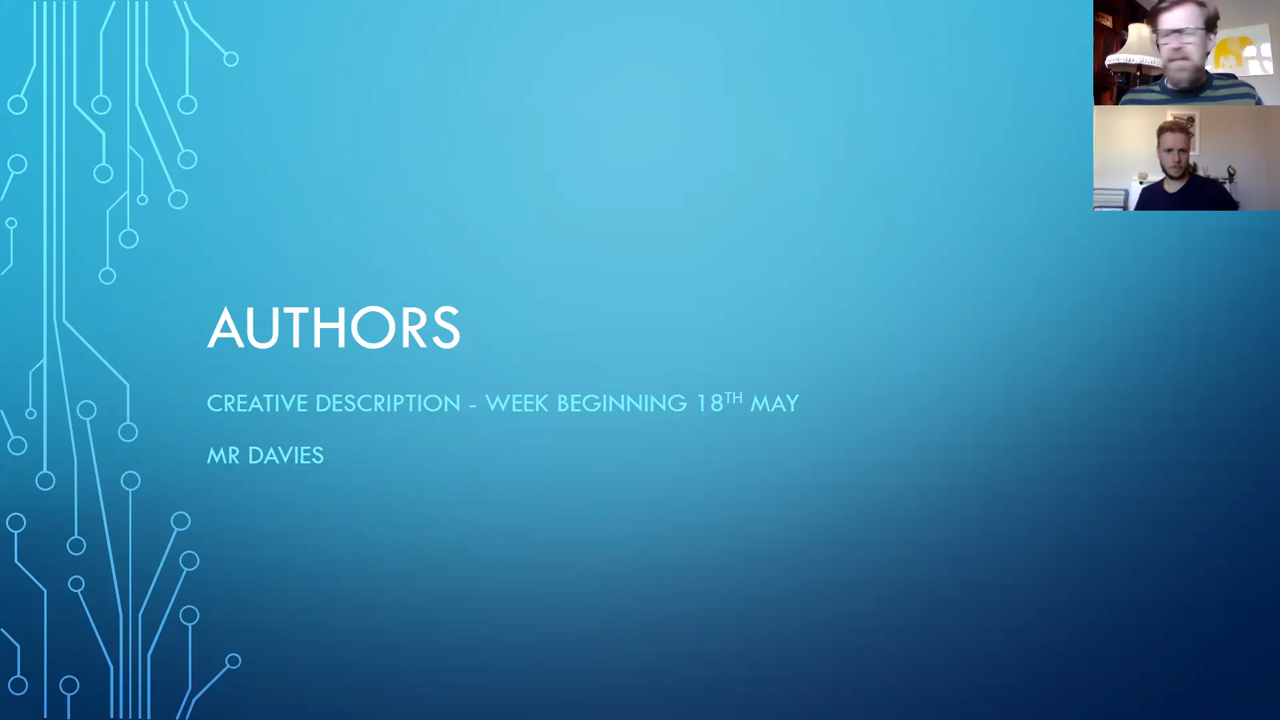 AUTHORS
CREATIVE DESCRIPTION - WEEK BEGINNING 18TH MAY
MR DAVIES